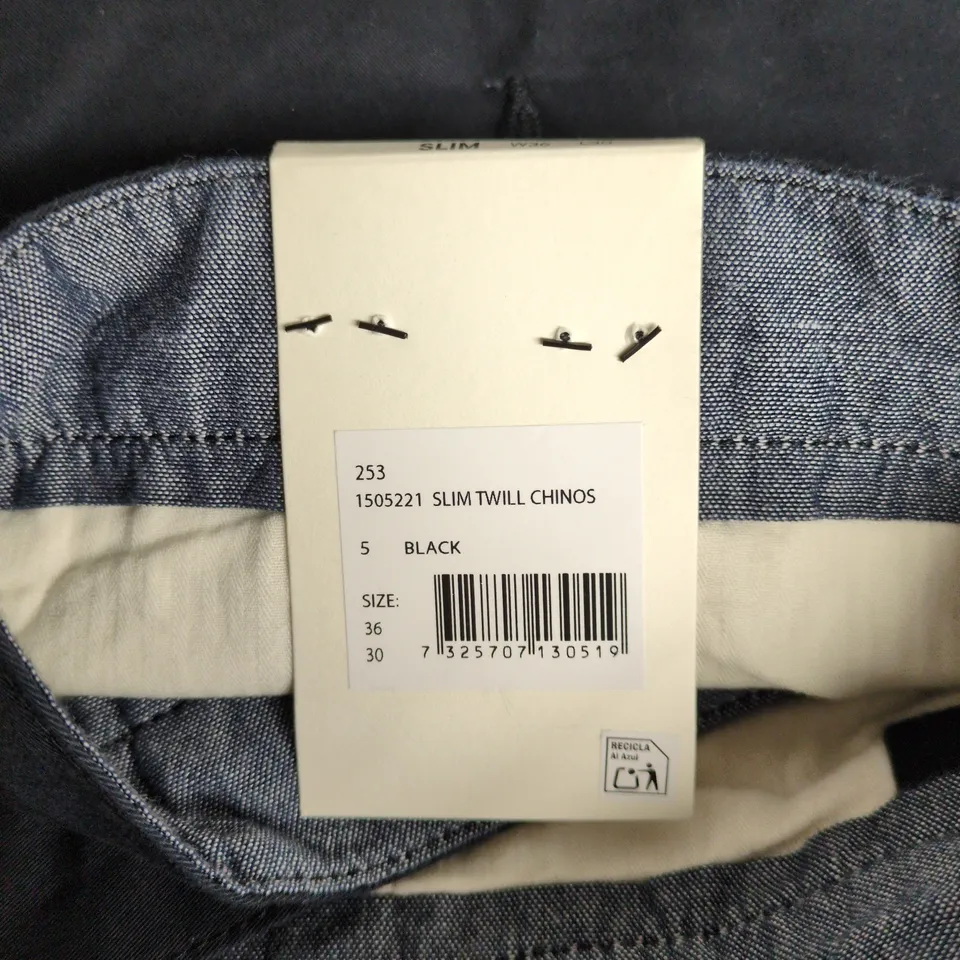 SLIM
253
1505221 SLIM TWILL CHINOS
5 BLACK
SIZE:
36
30
7 325707 130519
RECICLA
Al Azul